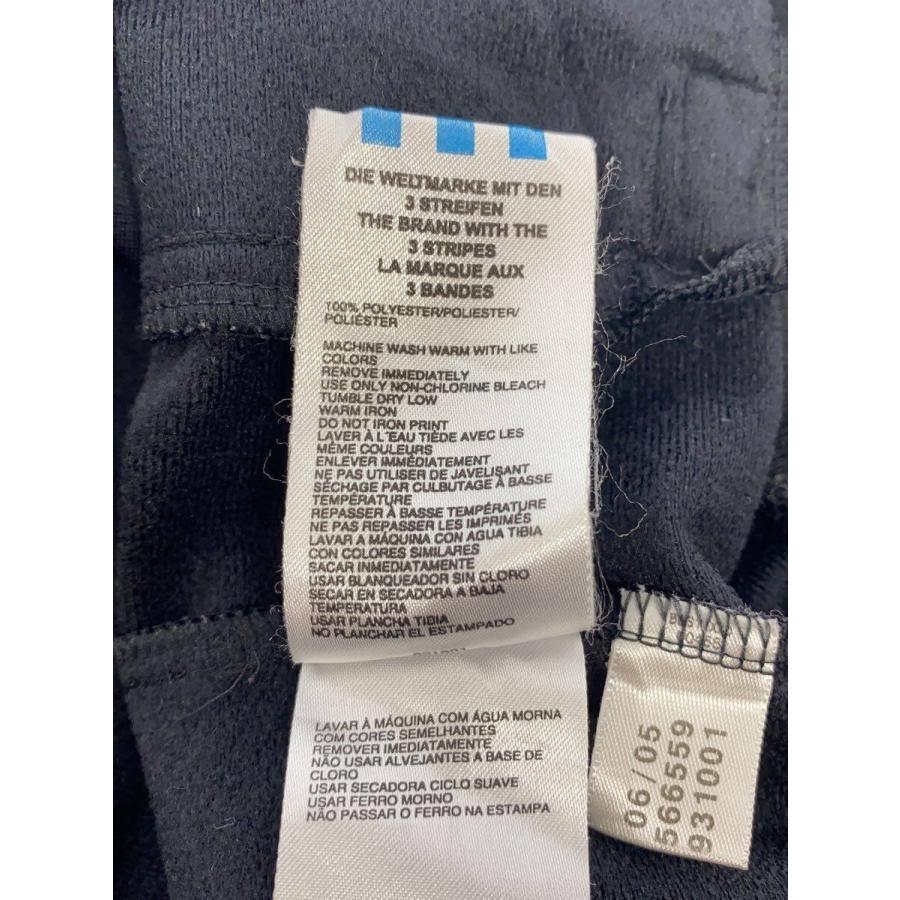 DIE WELTMARKE MIT DEN
3 STREIFEN
THE BRAND WITH THE
3 STRIPES
LA MARQUE AUX
3 BANDES
100% POLYESTER/POLIESTER/
POLIÉSTER
MACHINE WASH WARM WITH LIKE
COLORS
REMOVE IMMEDIATELY
USE ONLY NON-CHLORINE BLEACH
TUMBLE DRY LOW
WARM IRON
DO NOT IRON PRINT
LAVER À L'EAU TIÈDE AVEC LES
MÊME COULEURS
ENLEVER IMMÉDIATEMENT
NE PAS UTILISER DE JAVELISANT
SÉCHAGE PAR CULBUTAGE À BASSE
TEMPÉRATURE
REPASSER À BASSE TEMPÉRATURE
NE PAS REPASSER LES IMPRIMÉS
LAVAR A MÁQUINA CON AGUA TIBIA
CON COLORES SIMILARES
SACAR INMEDIATAMENTE
USAR BLANQUEADOR SIN CLORO
SECAR EN SECADORA A BAJA
TEMPERATURA
USAR PLANCHA TIBIA
NO PLANCHAR EL ESTAMPADO
LAVAR À MÁQUINA COM ÁGUA MORNA
COM CORES SEMELHANTES
REMOVER IMEDIATAMENTE
NÃO USAR ALVEJANTES A BASE DE
CLORO
USAR SECADORA CICLO SUAVE
USAR FERRO MORNO
NÃO PASSAR O FERRO NA ESTAMPA
06/05
566559
931001